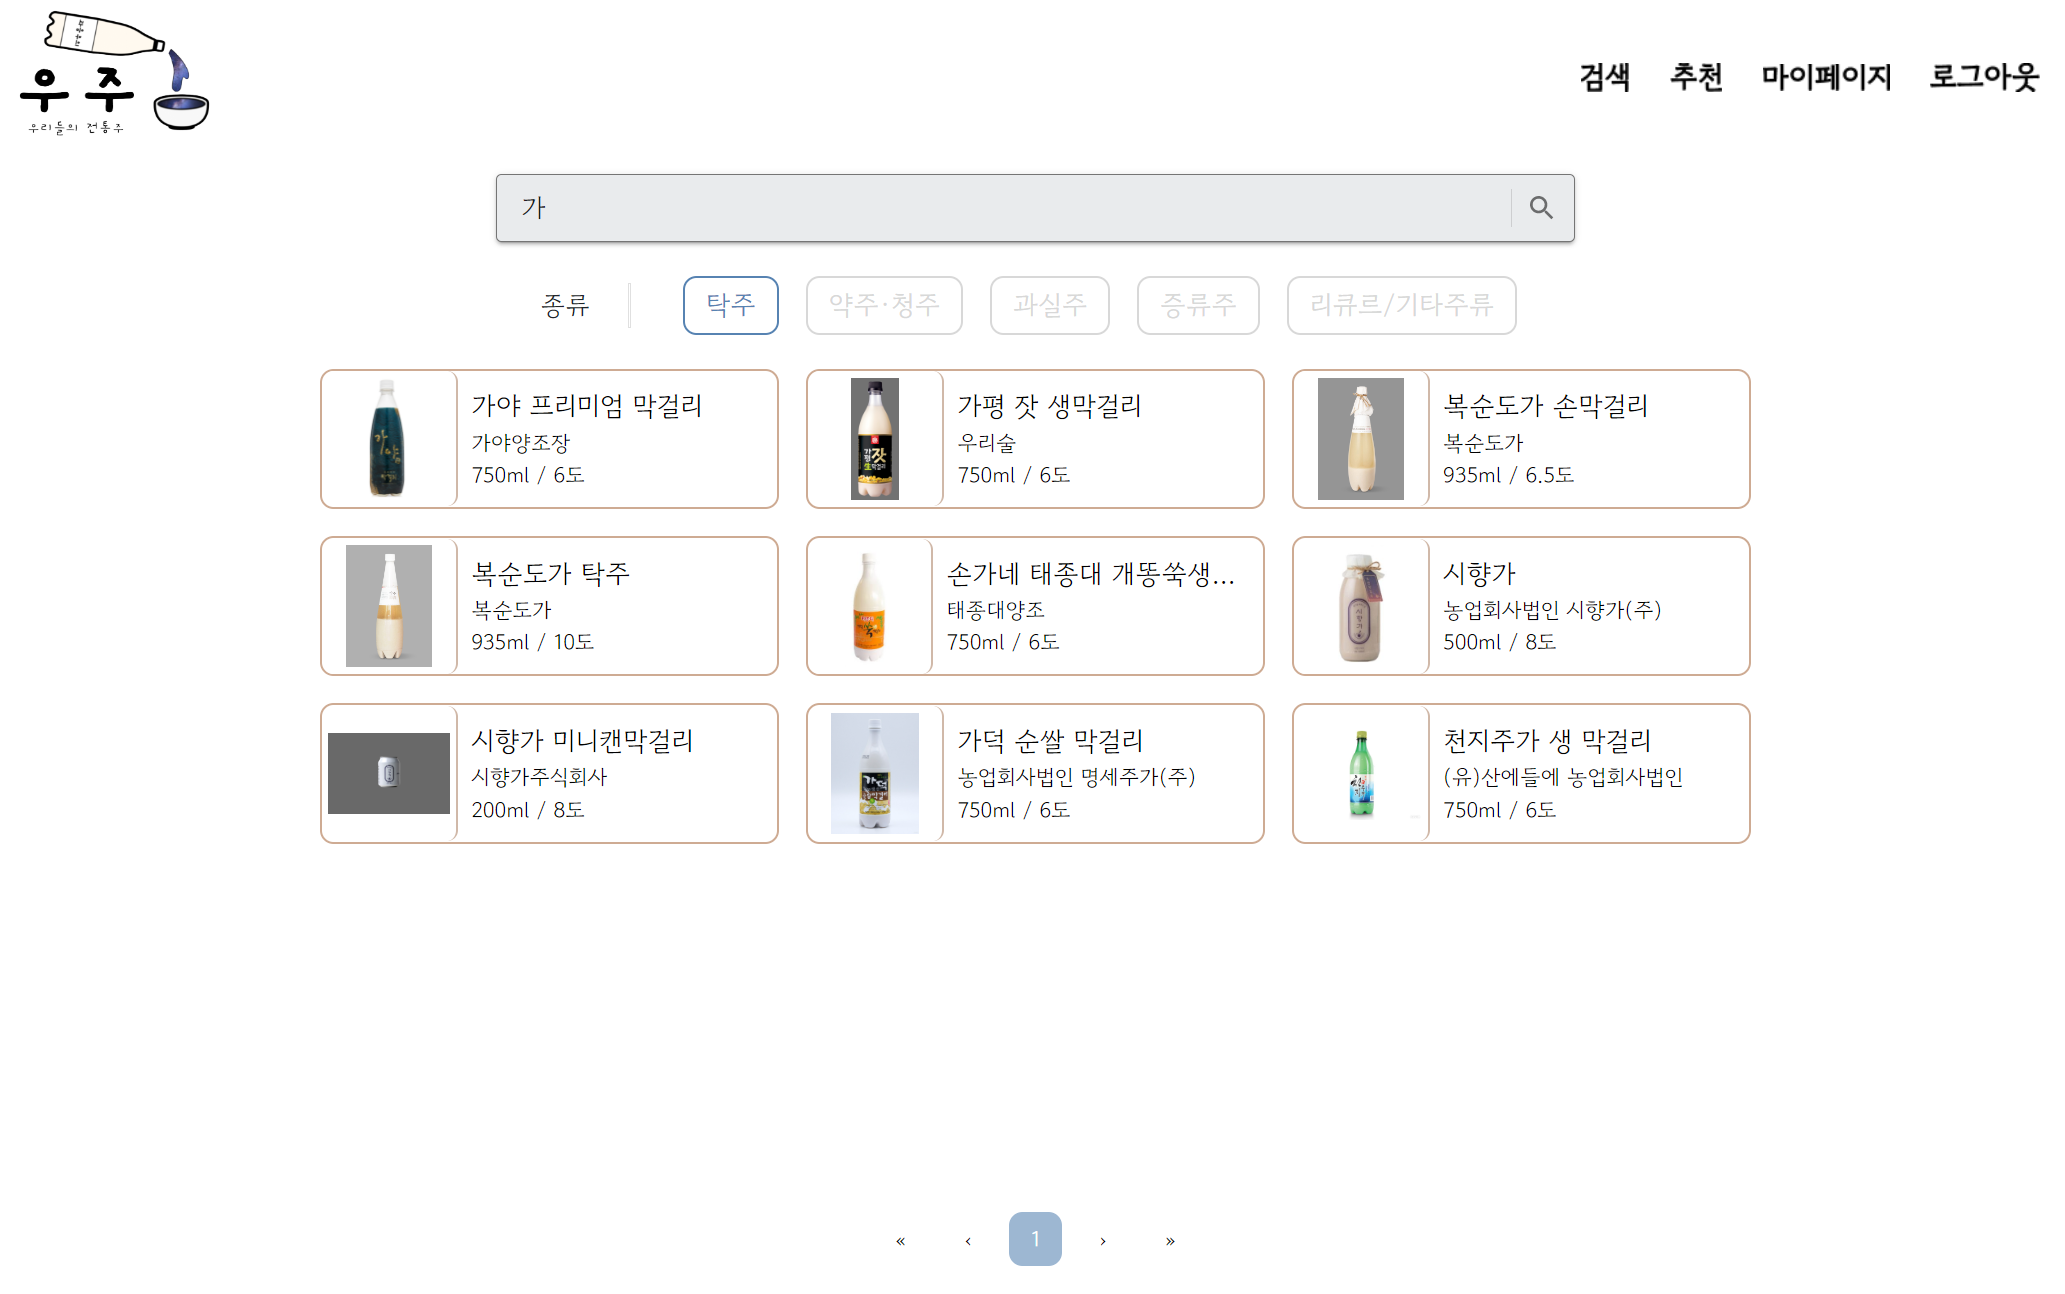 우주
우리들의 전통주
검색 추천 마이페이지 로그아웃
가
종류 탁주 약주·청주 과실주 증류주 리큐르/기타주류
가야 프리미엄 막걸리
가야양조장
750ml / 6도
가평 잣 생막걸리
우리술
750ml / 6도
복순도가 손막걸리
복순도가
935ml / 6.5도
복순도가 탁주
복순도가
935ml / 10도
손가네 태종대 개똥쑥생...
태종대양조
750ml / 6도
시향가
농업회사법인 시향가(주)
500ml / 8도
시향가 미니캔막걸리
시향가주식회사
200ml / 8도
가덕 순쌀 막걸리
농업회사법인 명세주가(주)
750ml / 6도
천지주가 생 막걸리
(유)산에들에 농업회사법인
750ml / 6도
« ‹ 1 › »